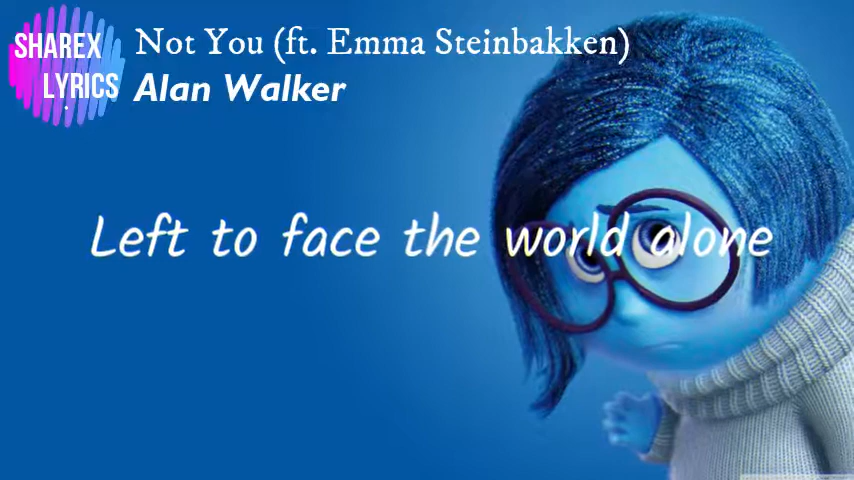 SHAREX
LYRICS
Not You (ft. Emma Steinbakken)
Alan Walker
Left to face the world alone